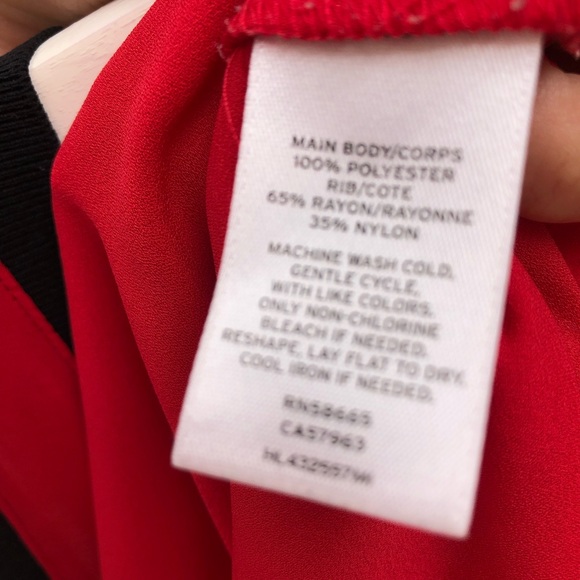 MAIN BODY/CORPS
100% POLYESTER
RIB/COTE
65% RAYON/RAYONNE
35% NYLON
MACHINE WASH COLD,
GENTLE CYCLE,
WITH LIKE COLORS.
ONLY NON-CHLORINE
BLEACH IF NEEDED.
RESHAPE, LAY FLAT TO DRY.
COOL IRON IF NEEDED.
RN58665
CA57963